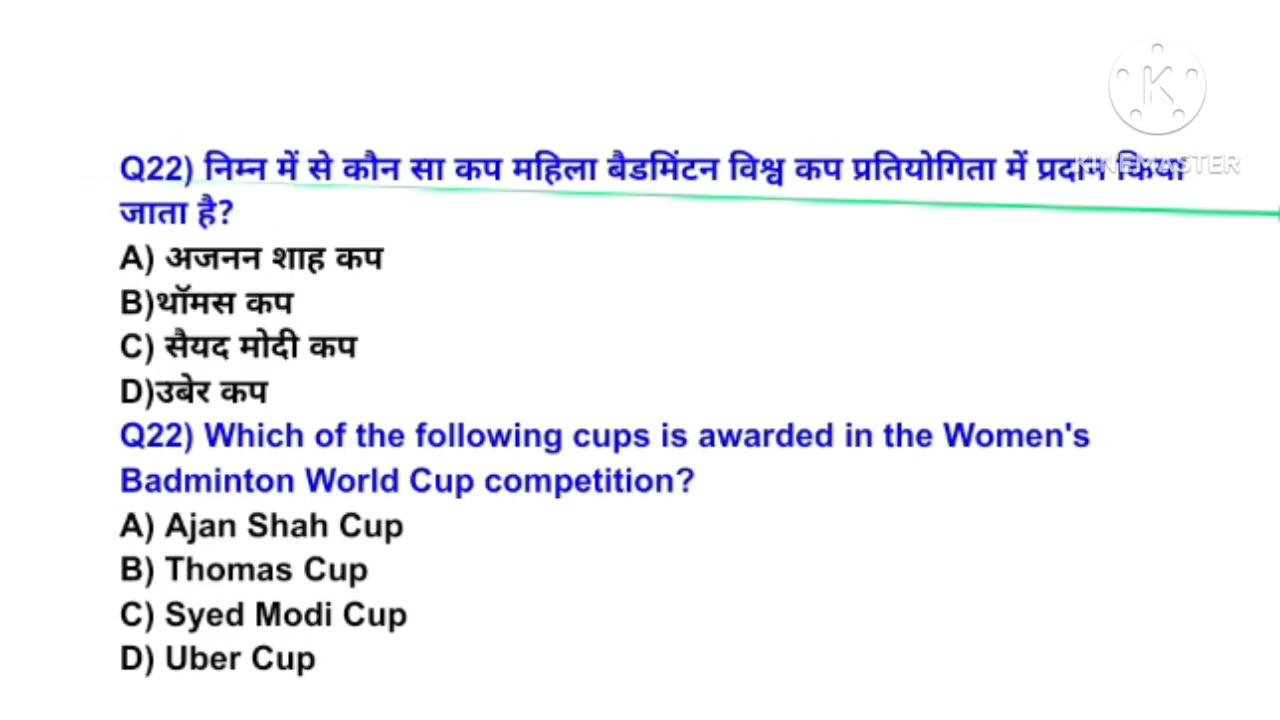 KINEMASTER
Q22) निम्न में से कौन सा कप महिला बैडमिंटन विश्व कप प्रतियोगिता में प्रदान किया
जाता है?
A) अजनन शाह कप
B)थॉमस कप
C) सैयद मोदी कप
D)उबेर कप
Q22) Which of the following cups is awarded in the Women's
Badminton World Cup competition?
A) Ajan Shah Cup
B) Thomas Cup
C) Syed Modi Cup
D) Uber Cup